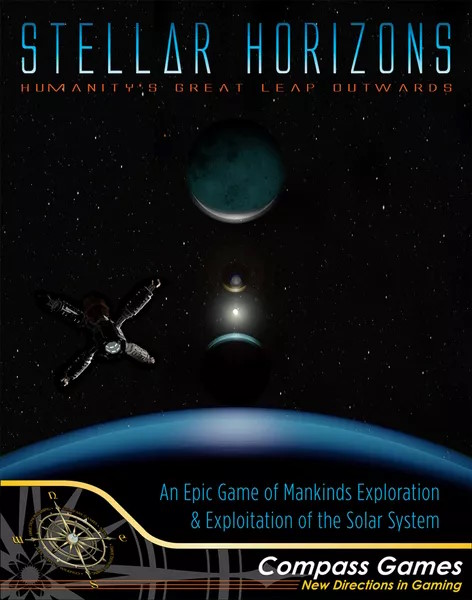 STELLAR HORIZONS
HUMANITY'S GREAT LEAP OUTWARDS
An Epic Game of Mankinds Exploration
& Exploitation of the Solar System
n
w
e
s
Compass Games
New Directions in Gaming